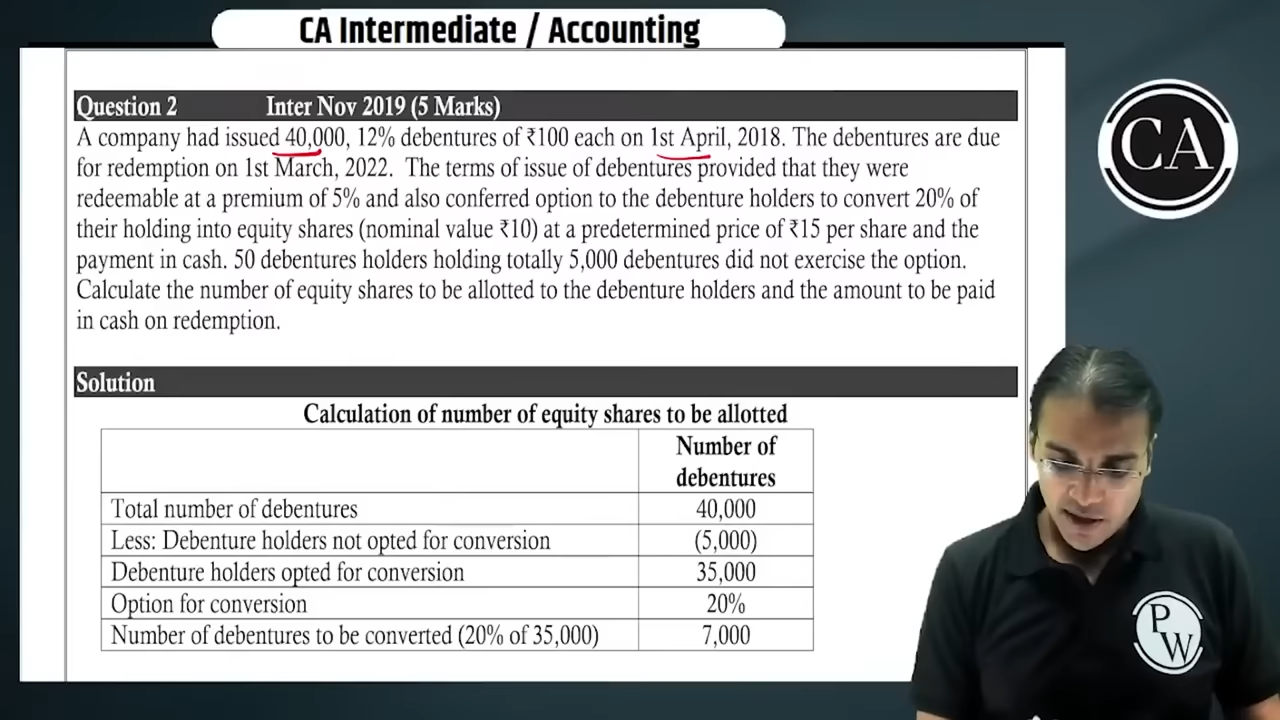 CA Intermediate / Accounting
Question 2 Inter Nov 2019 (5 Marks)
A company had issued 40,000, 12% debentures of ₹100 each on 1st April, 2018. The debentures are due
for redemption on 1st March, 2022. The terms of issue of debentures provided that they were
redeemable at a premium of 5% and also conferred option to the debenture holders to convert 20% of
their holding into equity shares (nominal value ₹10) at a predetermined price of ₹15 per share and the
payment in cash. 50 debentures holders holding totally 5,000 debentures did not exercise the option.
Calculate the number of equity shares to be allotted to the debenture holders and the amount to be paid
in cash on redemption.
Solution
Calculation of number of equity shares to be allotted
Number of
debentures
Total number of debentures 40,000
Less: Debenture holders not opted for conversion (5,000)
Debenture holders opted for conversion 35,000
Option for conversion 20%
Number of debentures to be converted (20% of 35,000) 7,000
CA
P
W